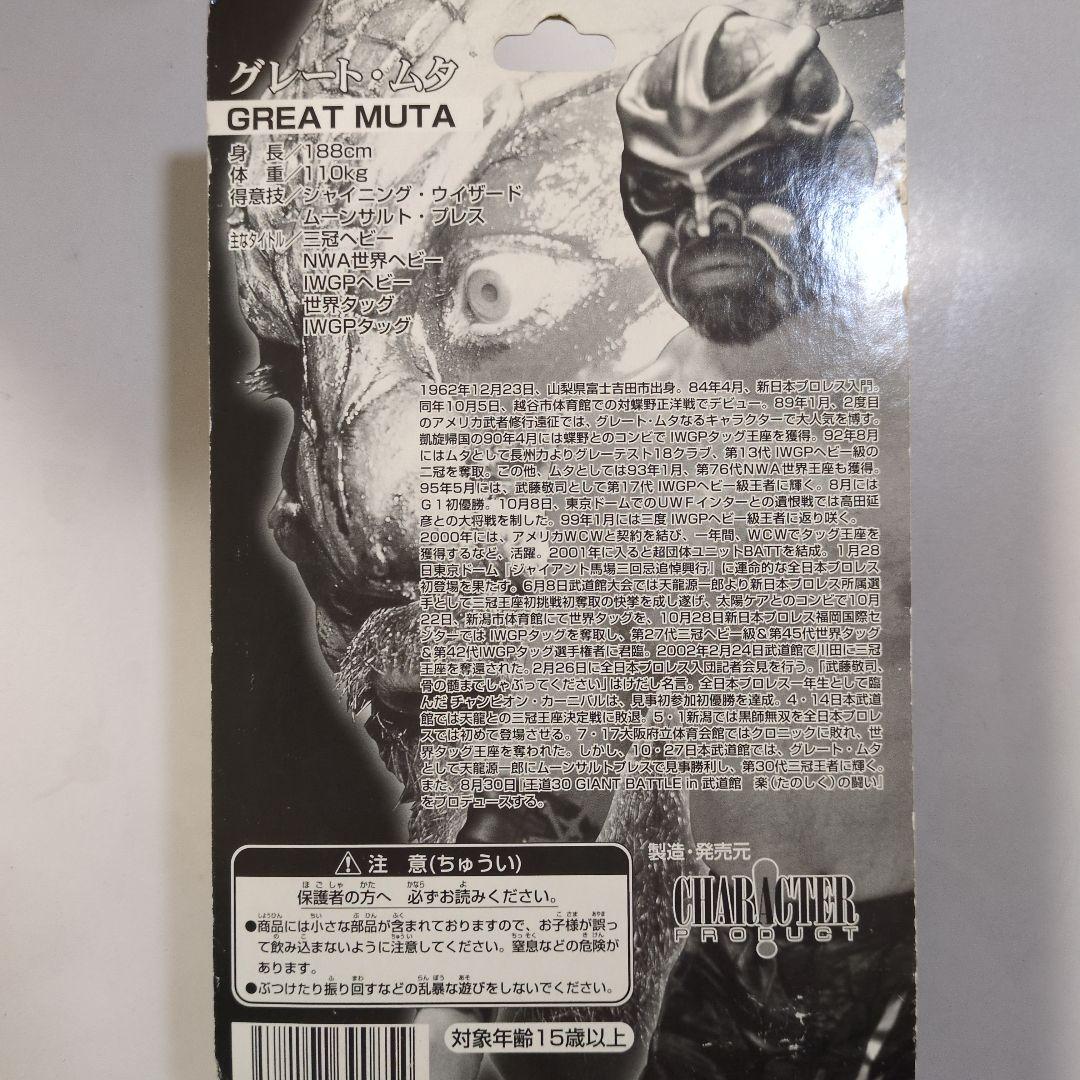 グレート・ムタ
GREAT MUTA
身 長／188cm
体 重／110kg
得意技／シャイニング・ウイザード
ムーンサルト・プレス
主なタイトル／三冠ヘビー
NWA世界ヘビー
IWGPヘビー
世界タッグ
IWGPタッグ
1962年12月23日、山梨県富士吉田市出身。84年4月、新日本プロレス入門。
同年10月5日、越谷市体育館での対蝶野正洋戦でデビュー。89年1月、2度目
のアメリカ武者修行遠征では、グレート・ムタなるキャラクターで大人気を博す。
凱旋帰国の90年4月には蝶野とのコンビで IWGPタッグ王座を獲得。92年8月
にはムタとして長州力よりグレーテスト18クラブ、第13代 IWGPヘビー級の
二冠を奪取。この他、ムタとしては93年1月、第76代NWA世界王座も獲得。
95年5月には、武藤敬司として第17代 IWGPヘビー級王者に輝く。8月には
G1初優勝。10月8日、東京ドームでのUWFインターとの遺恨戦では高田延
彦との大将戦を制した。99年1月には三度 IWGPヘビー級王者に返り咲く。
2000年には、アメリカWCWと契約を結び、一年間、WCWでタッグ王座を
獲得するなど、活躍。2001年に入ると超団体ユニットBATTを結成。1月28
日東京ドーム『ジャイアント馬場三回忌追悼興行』に運命的な全日本プロレス
初登場を果たす。6月8日武道館大会では天龍源一郎より新日本プロレス所属選
手として三冠王座初挑戦初奪取の快挙を成し遂げ、太陽ケアとのコンビで10月
22日、新潟市体育館にて世界タッグを、10月28日新日本プロレス福岡国際セ
ンターでは IWGPタッグを奪取し、第27代三冠ヘビー級＆第45代世界タッグ
＆第42代IWGPタッグ選手権者に君臨。2002年2月24日武道館で川田に三冠
王座を奪還された。2月26日に全日本プロレス入団記者会見を行う。『武藤敬司、
骨の髄までしゃぶってください』はけだし名言。全日本プロレス一年生として臨
んだ チャンピオン・カーニバルは、見事初参加初優勝を達成。4・14日本武道
館では天龍との三冠王座決定戦に敗退。5・1新潟では黒師無双を全日本プロレ
スでは初めて登場させる。7・17大阪府立体育会館ではクロニックに敗れ、世
界タッグ王座を奪われた。しかし、10・27日本武道館では、グレート・ムタ
として天龍源一郎にムーンサルトプレスで見事勝利し、第30代三冠王者に輝く。
また、8月30日『王道30 GIANT BATTLE in 武道館 楽(たのしく)の闘い』
をプロデュースする。
⚠注 意(ちゅうい)
保護者の方へ 必ずお読みください。
●商品には小さな部品が含まれておりますので、お子様が誤っ
て飲み込まないように注意してください。窒息などの危険が
あります。
●ぶつけたり振り回すなどの乱暴な遊びをしないでください。
製造・発売元
CHARACTER
PRODUCT
対象年齢15歳以上